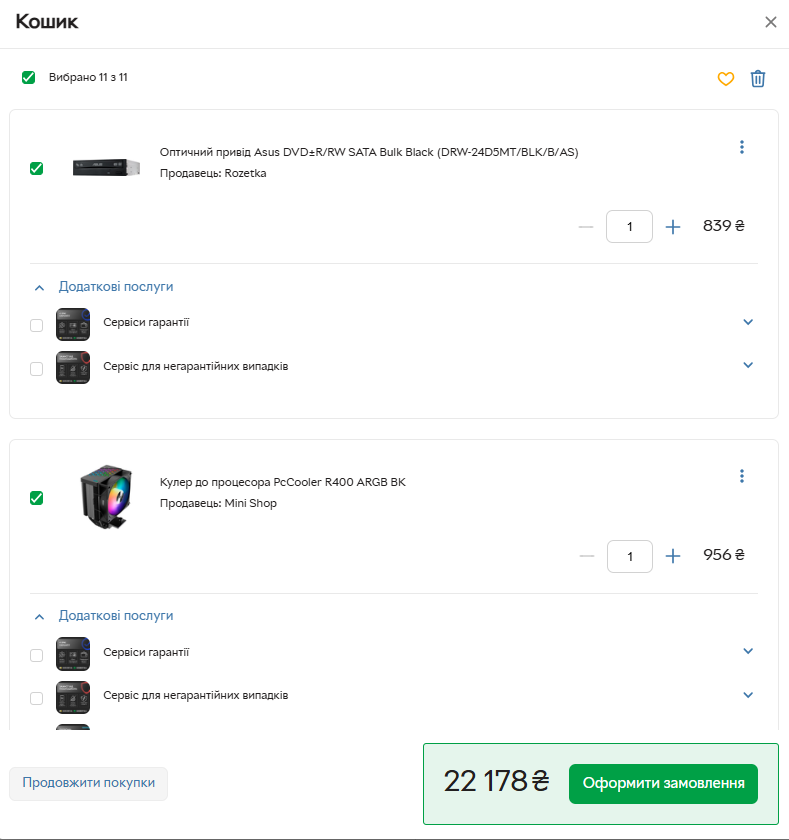 Кошик
Вибрано 11 з 11
Оптичний привід Asus DVD±R/RW SATA Bulk Black (DRW-24D5MT/BLK/B/AS)
Продавець: Rozetka
1
839 ₴
Додаткові послуги
Сервіси гарантії
Сервіс для негарантійних випадків
Кулер до процесора PcCooler R400 ARGB BK
Продавець: Mini Shop
1
956 ₴
Додаткові послуги
Сервіси гарантії
Сервіс для негарантійних випадків
Продовжити покупки
22 178 ₴
Оформити замовлення